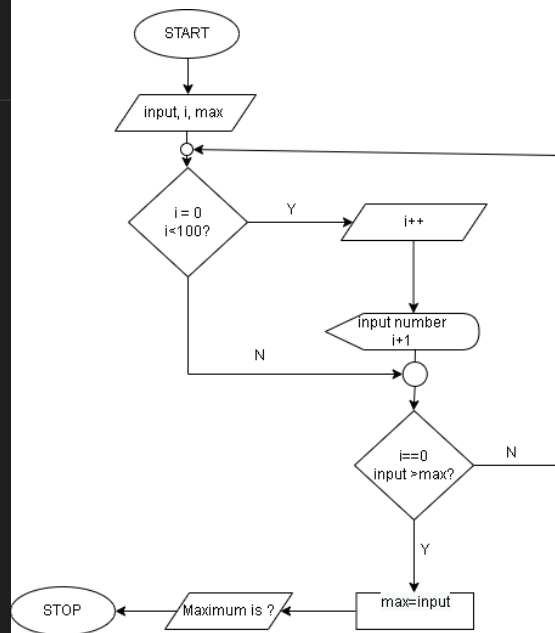 START
input, i, max
i = 0
i<100?
Y
i++
input number
i+1
N
i==0
input >max?
N
Y
max=input
Maximum is ?
STOP